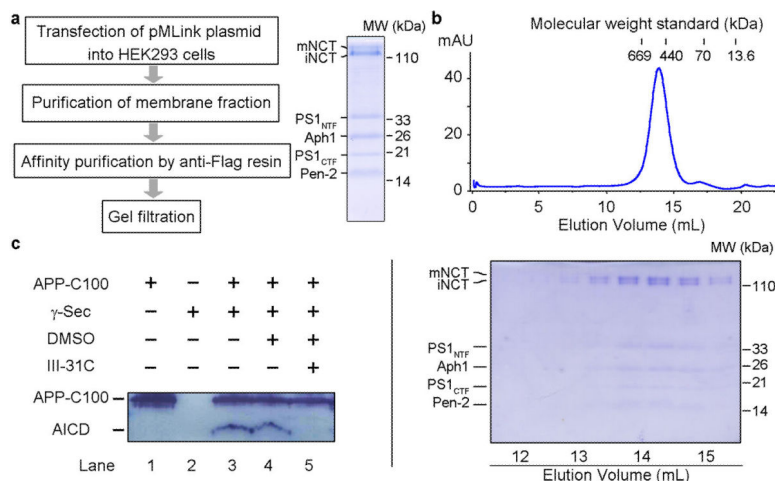 a
Transfection of pMLink plasmid
into HEK293 cells
Purification of membrane fraction
Affinity purification by anti-Flag resin
Gel filtration
MW (kDa)
mNCT
iNCT
110
PS1NTF
33
Aph1
26
PS1CTF
21
Pen-2
14
b
Molecular weight standard (kDa)
mAU
669 440 70 13.6
40
20
0
0 5 10 15 20
Elution Volume (mL)
MW (kDa)
mNCT
iNCT
110
PS1NTF
33
Aph1
26
PS1CTF
21
Pen-2
14
12 13 14 15
Elution Volume (mL)
c
APP-C100 + − + + +
γ-Sec − + + + +
DMSO − − − + +
III-31C − − − − +
APP-C100
AICD
Lane 1 2 3 4 5